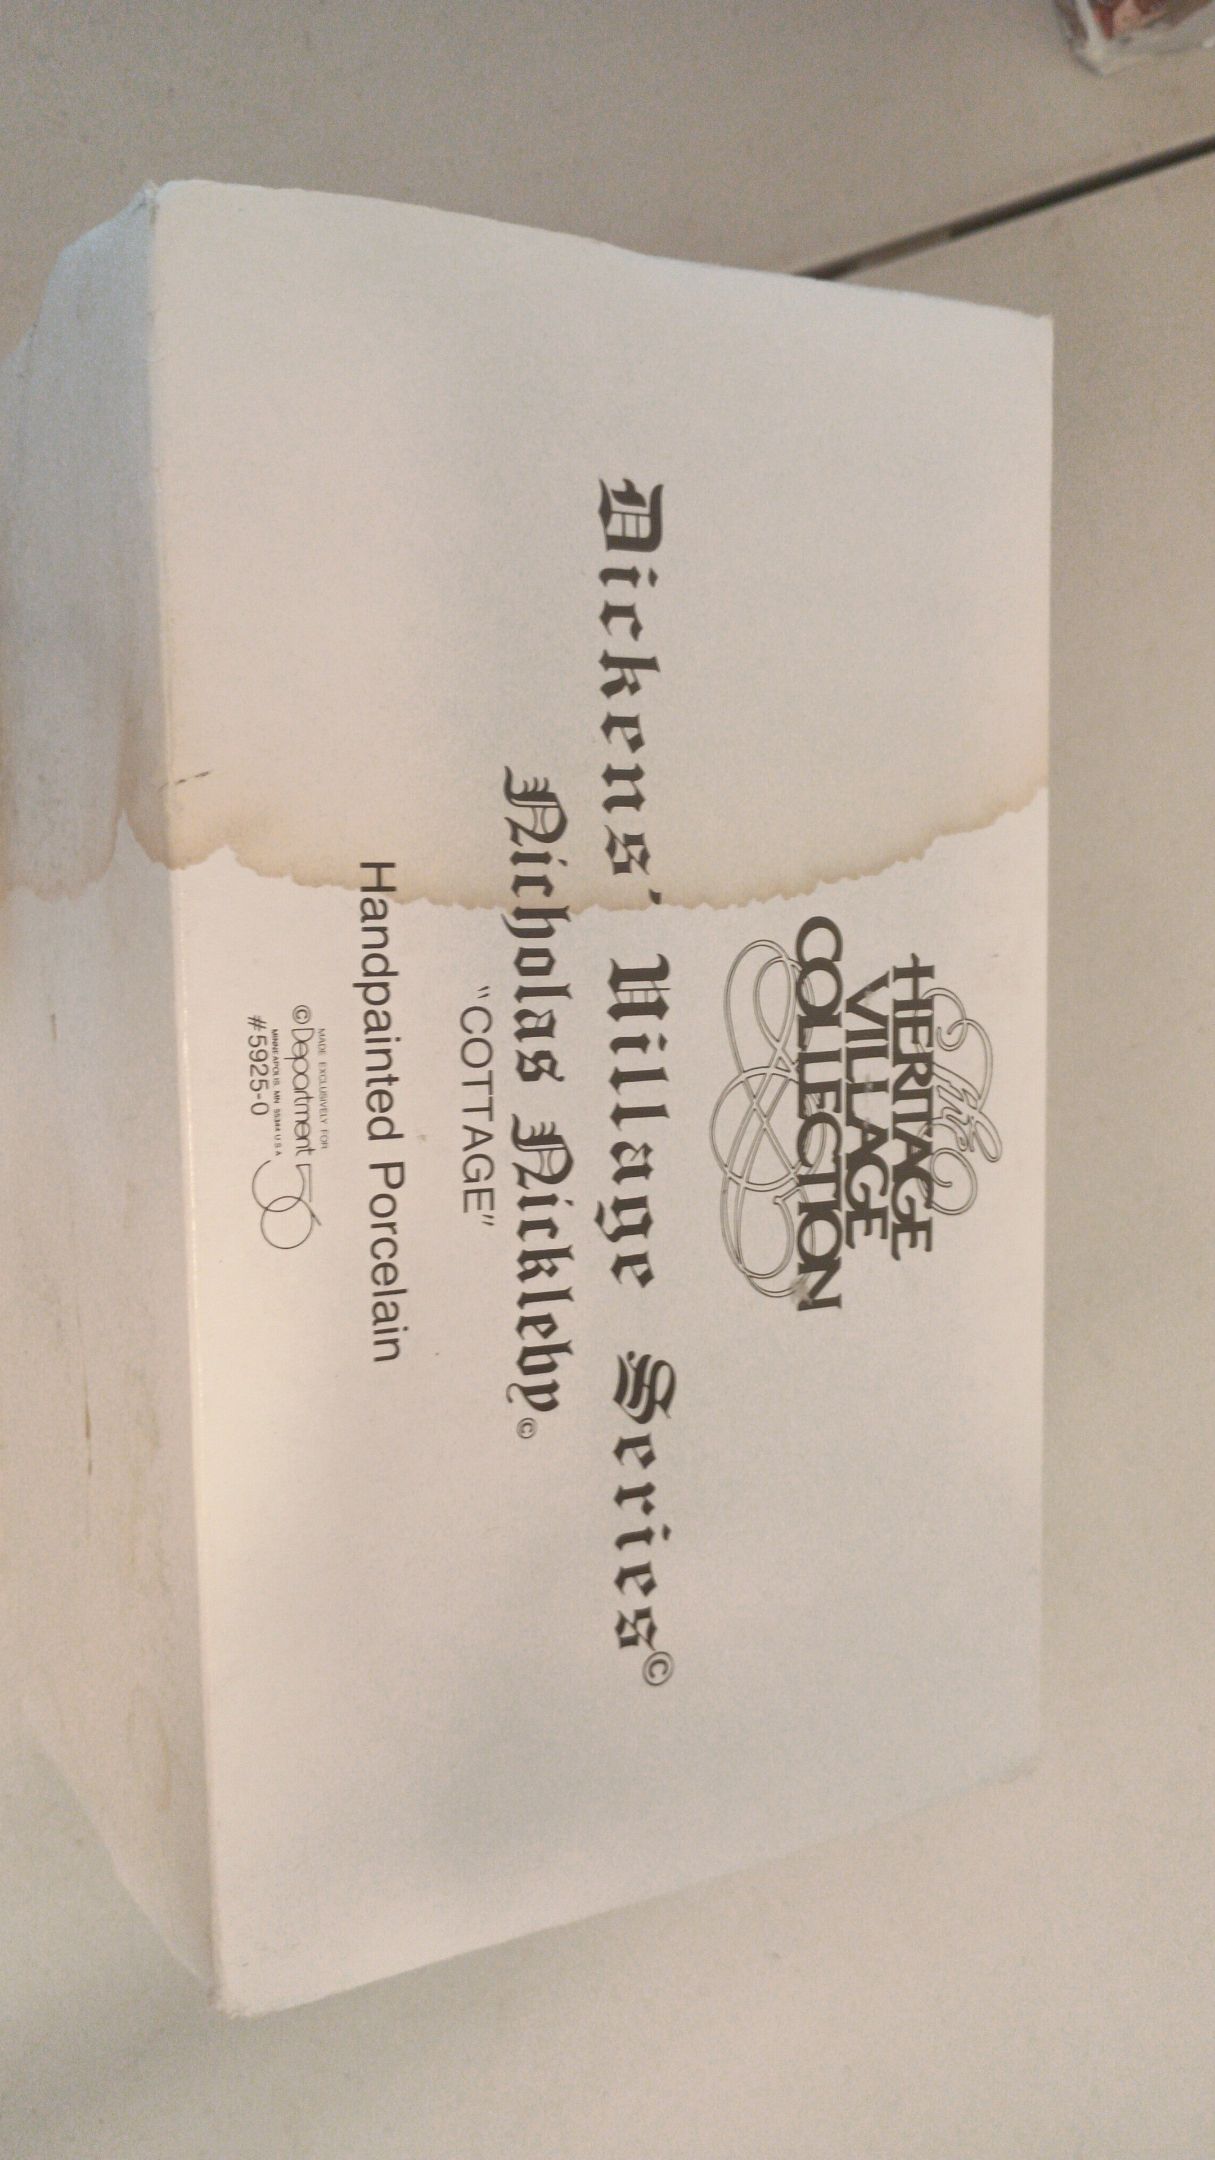 The
HERITAGE
VILLAGE
COLLECTION
Dickens' Village Series©
Nicholas Nickleby©
"COTTAGE"
Handpainted Porcelain
MADE EXCLUSIVELY FOR
©Department 56
MINNEAPOLIS, MN 55344 U.S.A.
#5925-0